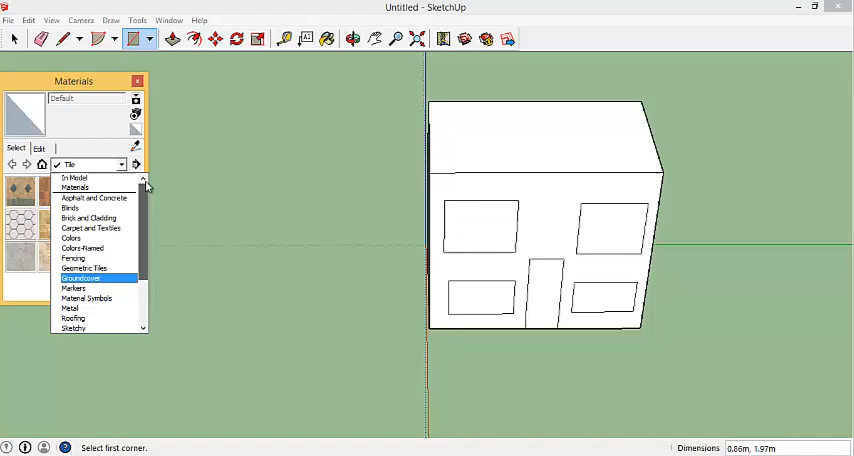 Untitled - SketchUp
File Edit View Camera Draw Tools Window Help
Materials
Default
Select Edit
Tile
In Model
Materials
Asphalt and Concrete
Blinds
Brick and Cladding
Carpet and Textiles
Colors
Colors-Named
Fencing
Geometric Tiles
Groundcover
Markers
Material Symbols
Metal
Roofing
Sketchy
Select first corner.
Dimensions 0.86m, 1.97m